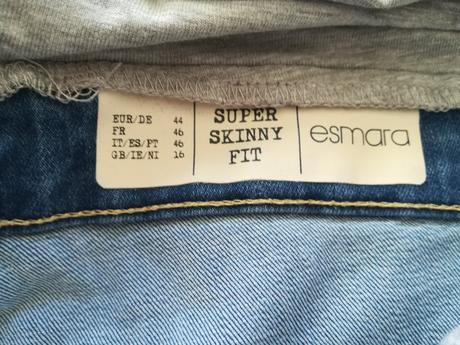 EUR/DE 44
FR 46
IT/ES/PT 46
GB/IE/NI 16
SUPER
SKINNY
FIT
esmara